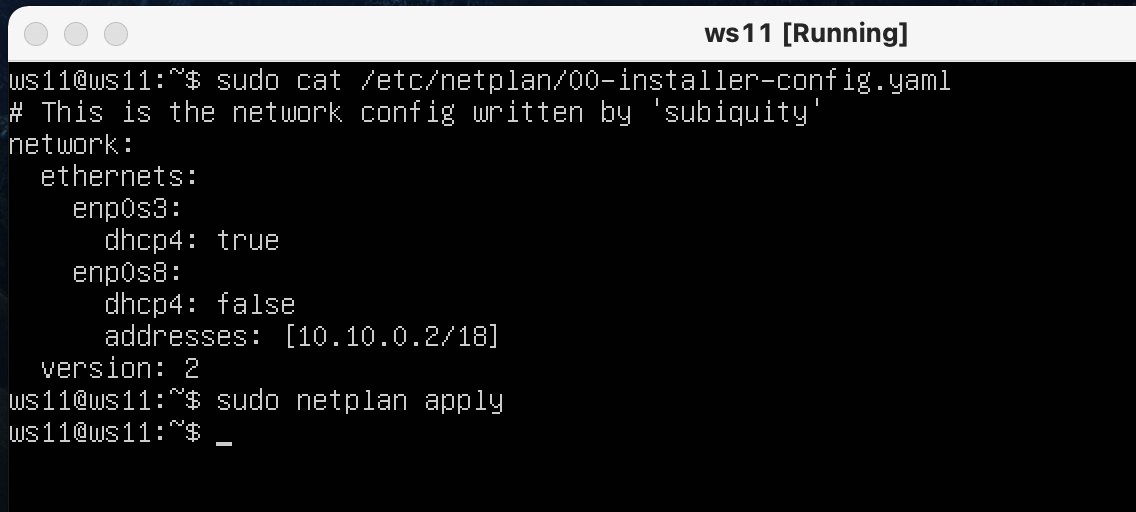 ws11 [Running]
ws11@ws11:~$ sudo cat /etc/netplan/00-installer-config.yaml
# This is the network config written by 'subiquity'
network:
  ethernets:
    enp0s3:
      dhcp4: true
    enp0s8:
      dhcp4: false
      addresses: [10.10.0.2/18]
  version: 2
ws11@ws11:~$ sudo netplan apply
ws11@ws11:~$ _